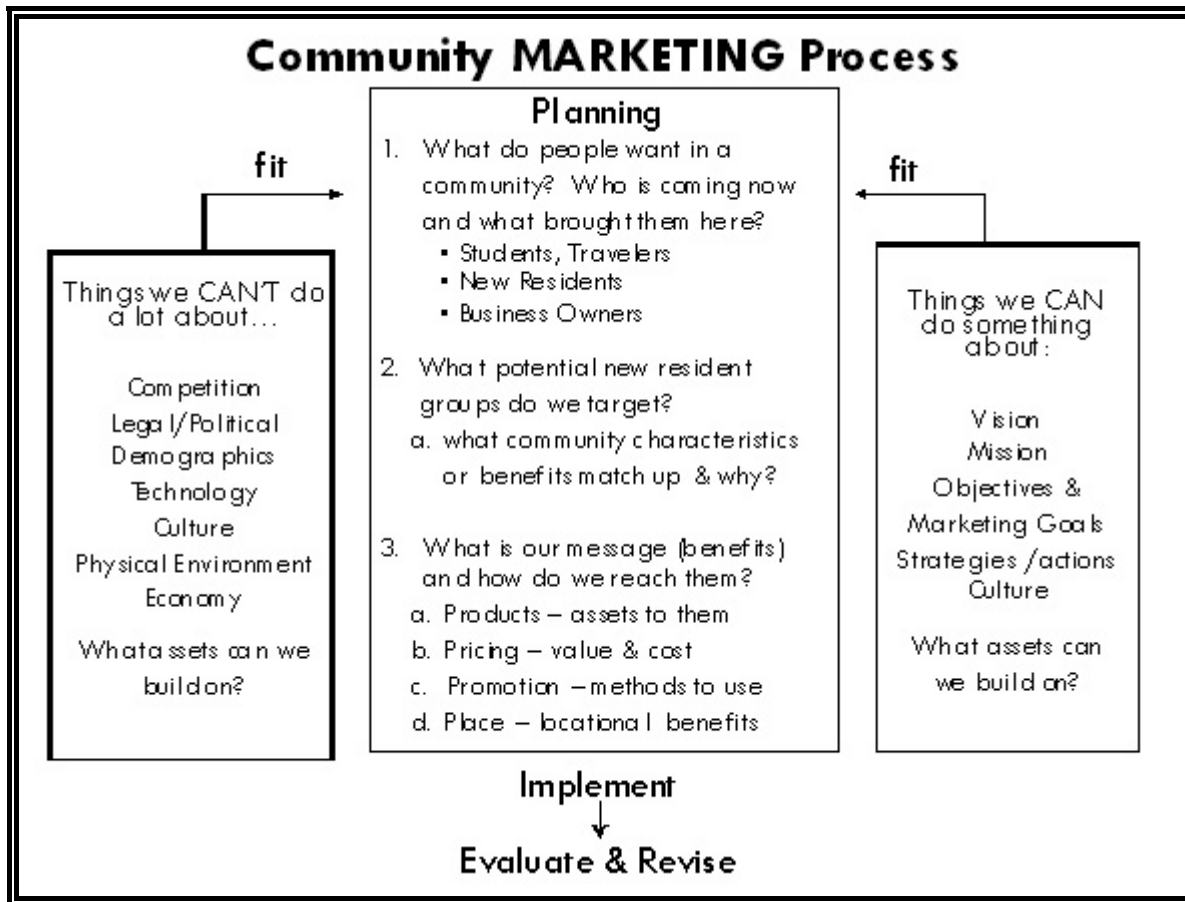 Community MARKETING Process
fit
Things we CAN'T do
a lot about...
Competition
Legal/Political
Demographics
Technology
Culture
Physical Environment
Economy
What assets can we
build on?
Planning
1. What do people want in a
community? Who is coming now
and what brought them here?
▪ Students, Travelers
▪ New Residents
▪ Business Owners
2. What potential new resident
groups do we target?
a. what community characteristics
or benefits match up & why?
3. What is our message (benefits)
and how do we reach them?
a. Products – assets to them
b. Pricing – value & cost
c. Promotion – methods to use
d. Place – locational benefits
fit
Things we CAN
do something
about:
Vision
Mission
Objectives &
Marketing Goals
Strategies /actions
Culture
What assets can
we build on?
Implement
Evaluate & Revise